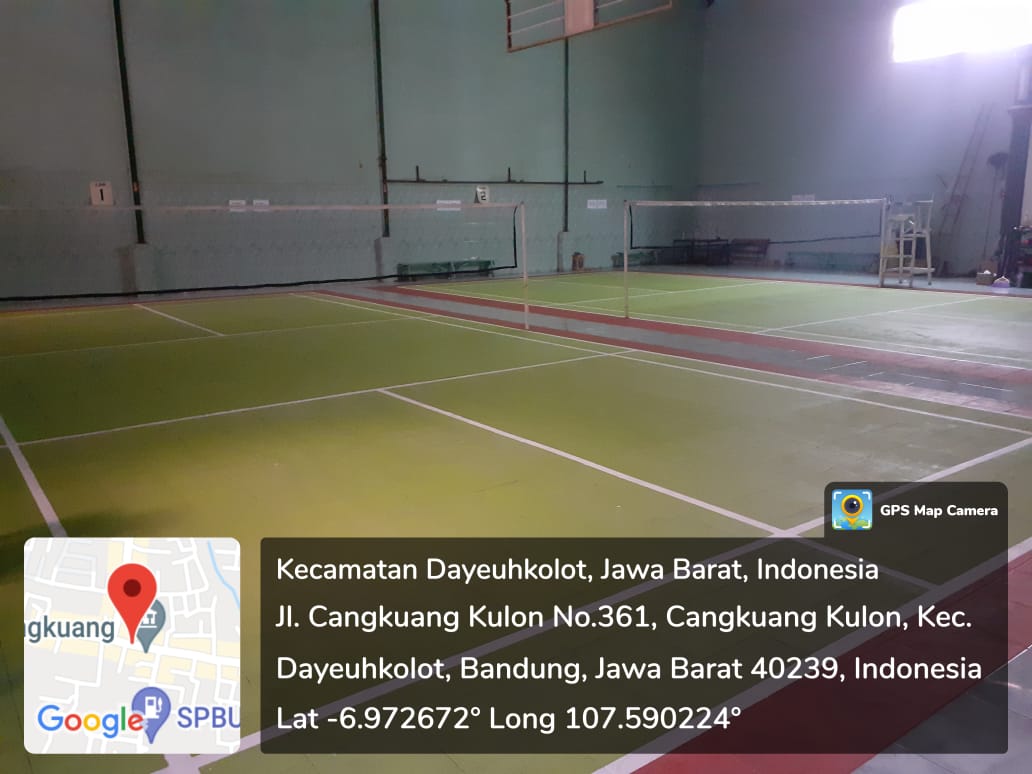 1
2
GPS Map Camera
Kecamatan Dayeuhkolot, Jawa Barat, Indonesia
Jl. Cangkuang Kulon No.361, Cangkuang Kulon, Kec.
Dayeuhkolot, Bandung, Jawa Barat 40239, Indonesia
Lat -6.972672° Long 107.590224°
gkuang
Google
SPBU